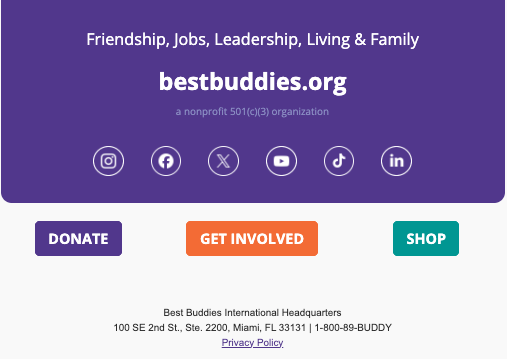 Friendship, Jobs, Leadership, Living & Family
bestbuddies.org
a nonprofit 501(c)(3) organization
DONATE
GET INVOLVED
SHOP
Best Buddies International Headquarters
100 SE 2nd St., Ste. 2200, Miami, FL 33131 | 1-800-89-BUDDY
Privacy Policy